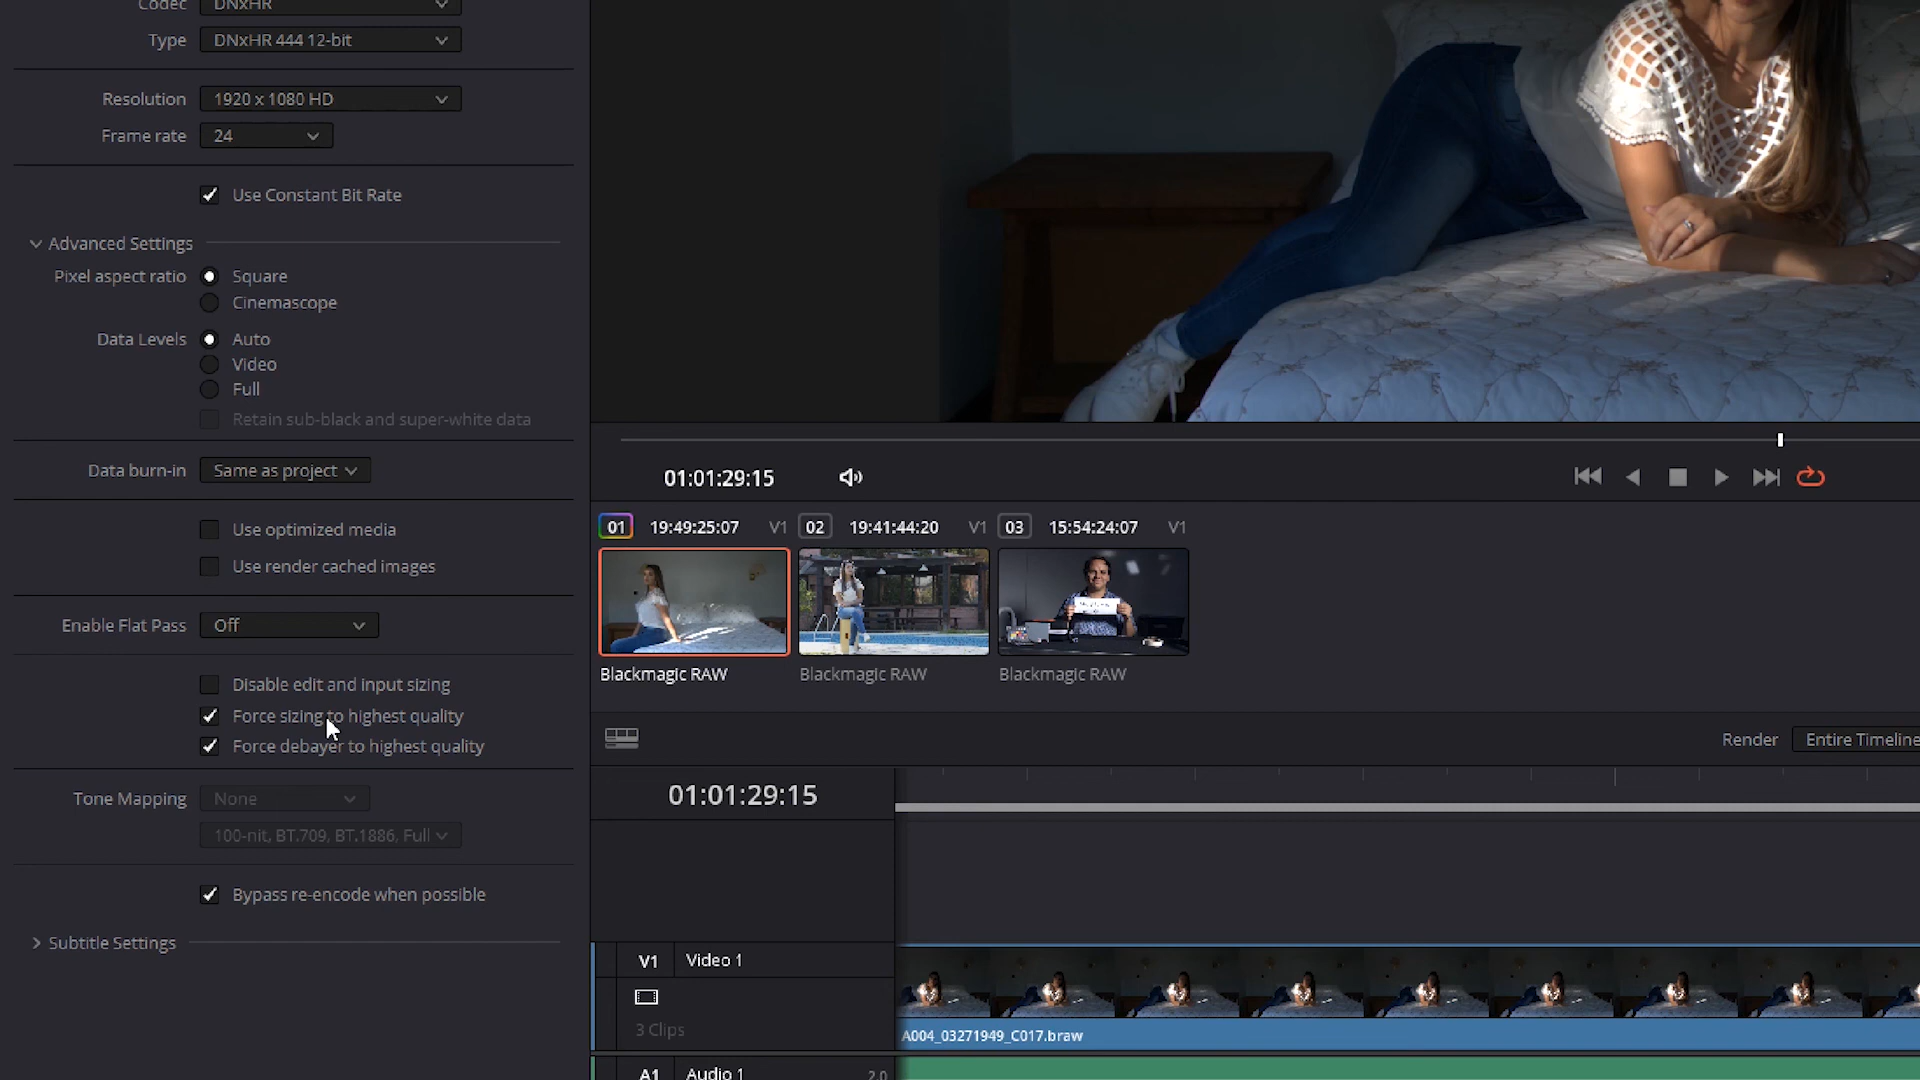 Codec DNxHR
Type DNxHR 444 12-bit
Resolution 1920 x 1080 HD
Frame rate 24
Use Constant Bit Rate
Advanced Settings
Pixel aspect ratio Square
Cinemascope
Data Levels Auto
Video
Full
Retain sub-black and super-white data
Data burn-in Same as project
Use optimized media
Use render cached images
Enable Flat Pass Off
Disable edit and input sizing
Force sizing to highest quality
Force debayer to highest quality
Tone Mapping None
100-nit, BT.709, BT.1886, Full
Bypass re-encode when possible
Subtitle Settings
01:01:29:15
01 19:49:25:07 V1 02 19:41:44:20 V1 03 15:54:24:07 V1
Blackmagic RAW Blackmagic RAW Blackmagic RAW
Render Entire Timeline
01:01:29:15
V1 Video 1
3 Clips
A004_03271949_C017.braw
A1 Audio 1 2.0